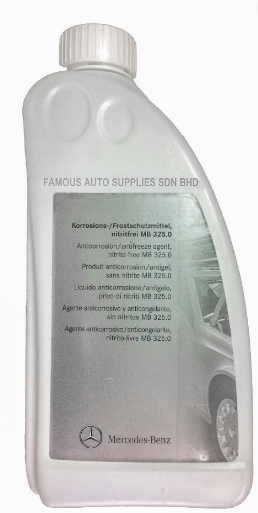 FAMOUS AUTO SUPPLIES SDN BHD
Korrosions-/Frostschutzmittel,
nitritfrei MB 325.0
Anticorrosion/antifreeze agent,
nitrite-free MB 325.0
Produit anticorrosion/antigel,
sans nitrite MB 325.0
Liquido anticorrosione/antigelo,
privo di nitriti MB 325.0
Agente anticorrosivo y anticongelante,
sin nitritos MB 325.0
Agente anticorrosivo/anticongelante,
nitrito-livre MB 325.0
Mercedes-Benz